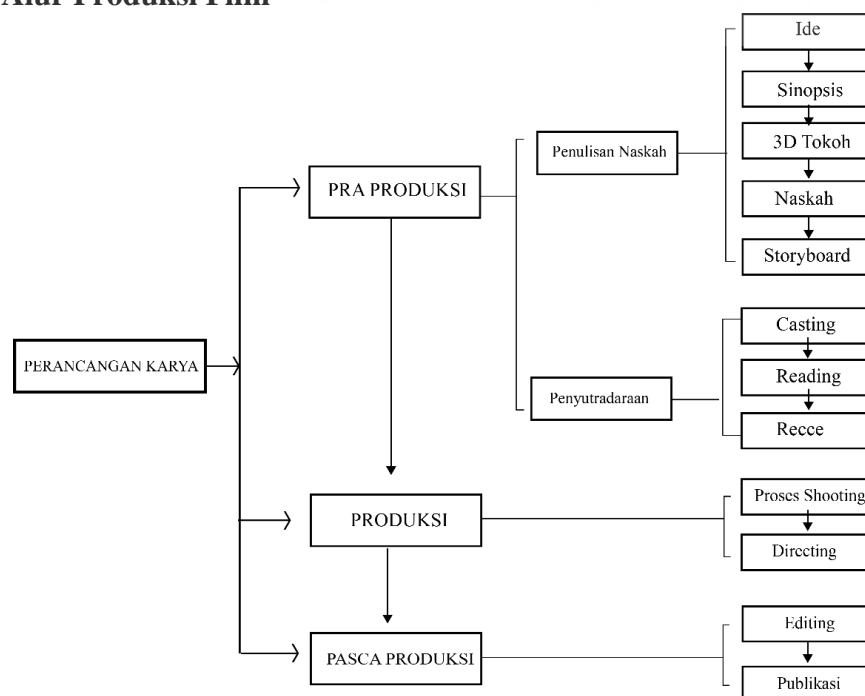 Alur Produksi Film
Ide
Sinopsis
3D Tokoh
Naskah
Storyboard
Penulisan Naskah
PRA PRODUKSI
Casting
Reading
Recce
Penyutradaraan
PERANCANGAN KARYA
Proses Shooting
Directing
PRODUKSI
Editing
Publikasi
PASCA PRODUKSI